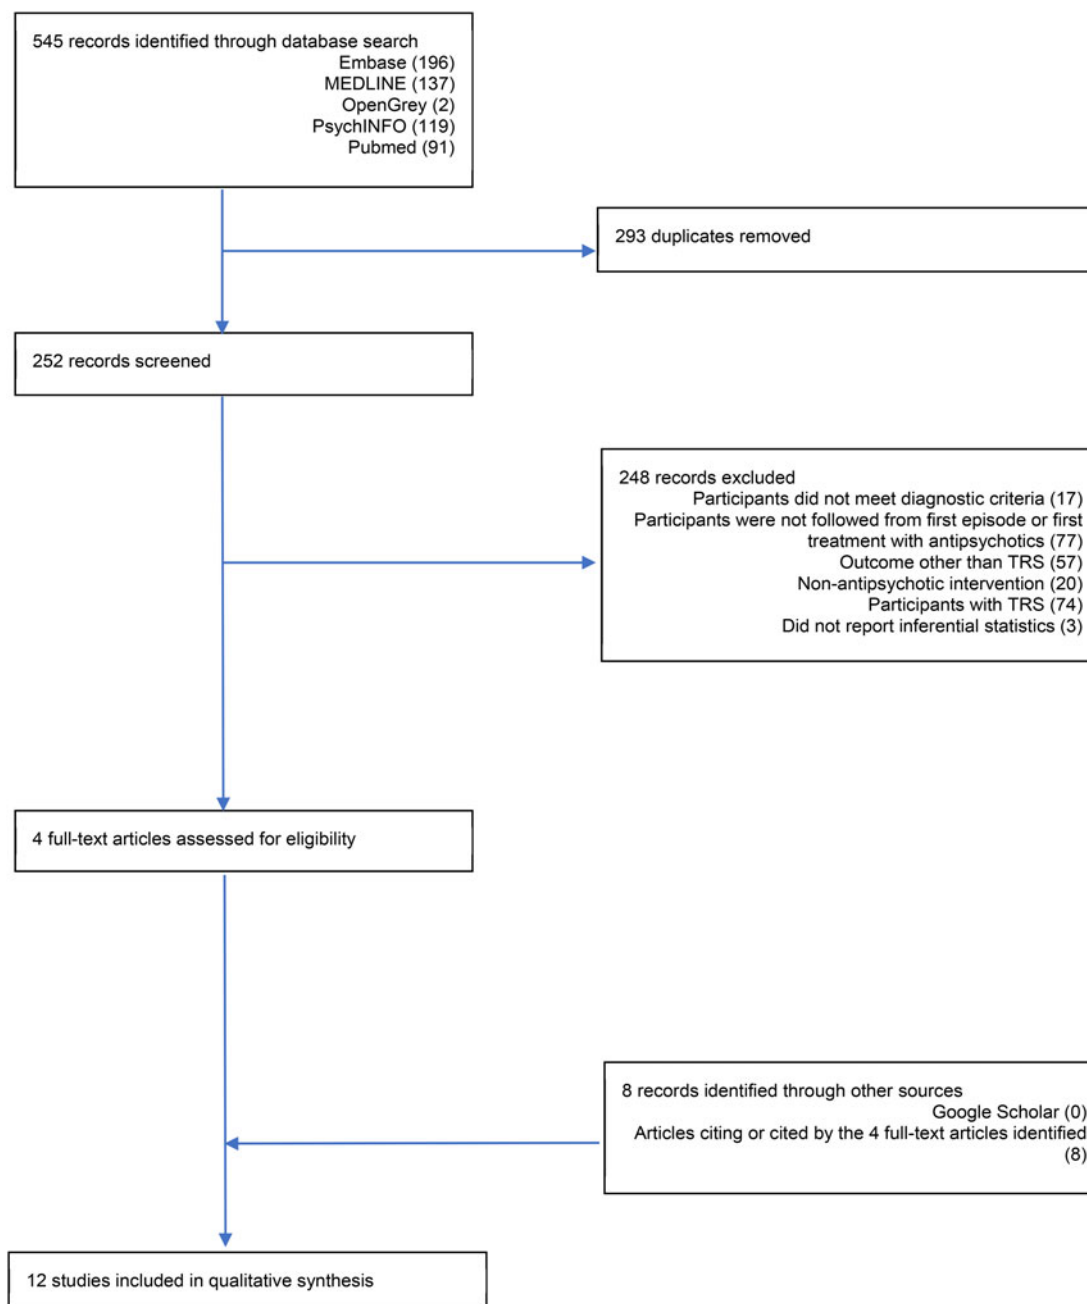 545 records identified through database search
Embase (196)
MEDLINE (137)
OpenGrey (2)
PsychINFO (119)
Pubmed (91)
293 duplicates removed
252 records screened
248 records excluded
Participants did not meet diagnostic criteria (17)
Participants were not followed from first episode or first
treatment with antipsychotics (77)
Outcome other than TRS (57)
Non-antipsychotic intervention (20)
Participants with TRS (74)
Did not report inferential statistics (3)
4 full-text articles assessed for eligibility
8 records identified through other sources
Google Scholar (0)
Articles citing or cited by the 4 full-text articles identified
(8)
12 studies included in qualitative synthesis